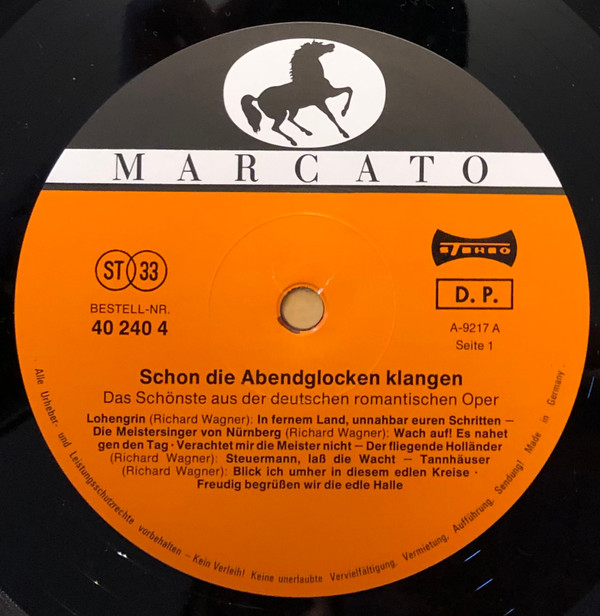 MARCATO
ST 33
STEREO
BESTELL-NR.
40 240 4
D. P.
A-9217 A
Seite 1
Schon die Abendglocken klangen
Das Schönste aus der deutschen romantischen Oper
Lohengrin (Richard Wagner): In fernem Land, unnahbar euren Schritten –
Die Meistersinger von Nürnberg (Richard Wagner): Wach auf! Es nahet
gen den Tag · Verachtet mir die Meister nicht – Der fliegende Holländer
(Richard Wagner): Steuermann, laß die Wacht – Tannhäuser
(Richard Wagner): Blick ich umher in diesem edlen Kreise ·
Freudig begrüßen wir die edle Halle
Alle Urheber- und Leistungsschutzrechte vorbehalten – Kein Verleih! Keine unerlaubte Vervielfältigung, Vermietung, Aufführung, Sendung! Made in Germany.